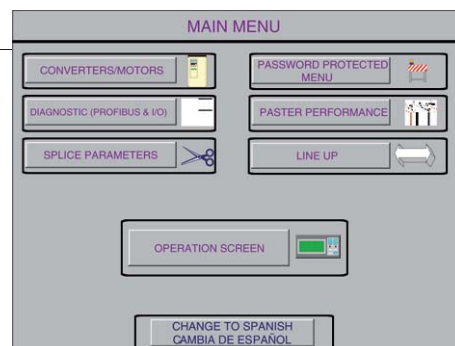 MAIN MENU
CONVERTERS/MOTORS
PASSWORD PROTECTED
MENU
DIAGNOSTIC (PROFIBUS & I/O)
PASTER PERFORMANCE
SPLICE PARAMETERS
LINE UP
OPERATION SCREEN
CHANGE TO SPANISH
CAMBIA DE ESPAÑOL